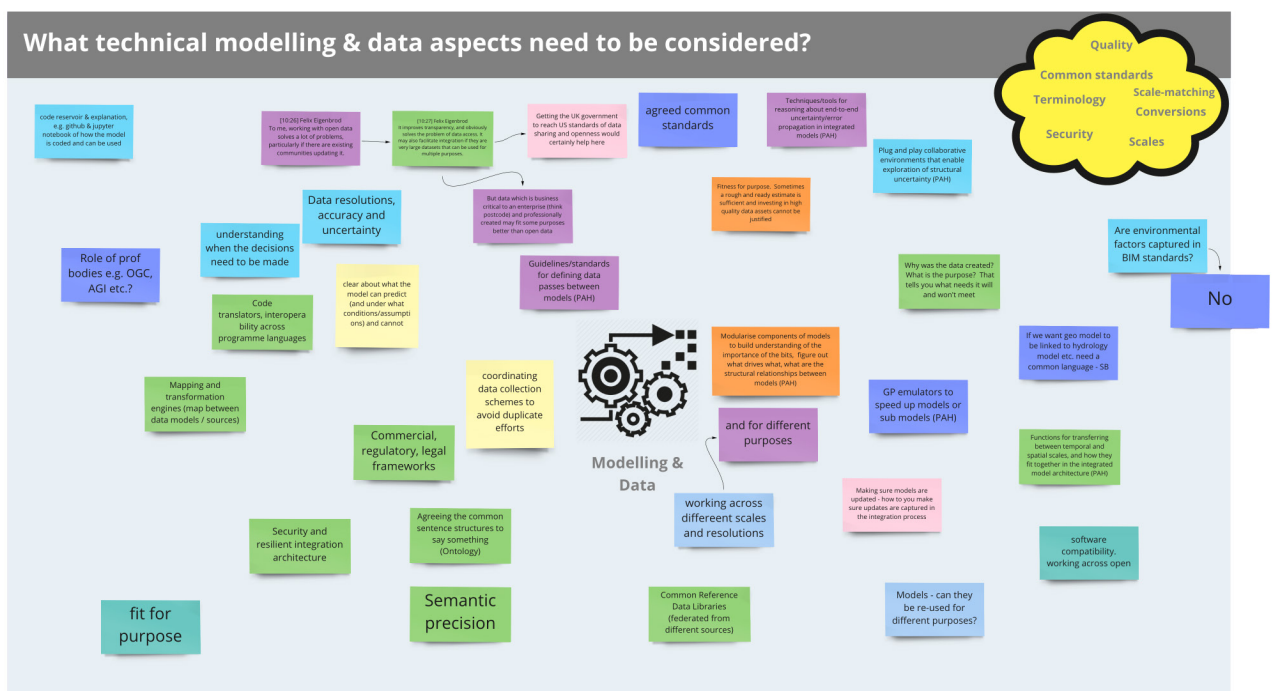 What technical modelling & data aspects need to be considered?
Quality
Common standards
Scale-matching
Terminology
Conversions
Security
Scales
code reservoir & explanation,
e.g. github & jupyter
notebook of how the model
is coded and can be used
[10:26] Felix Eigenbrod
To me, working with open data
solves a lot of problems,
particularly if there are existing
communities updating it.
[10:27] Felix Eigenbrod
It improves transparency, and obviously
solves the problem of data access. It
may also facilitate integration if they are
very large datasets that can be used for
multiple purposes.
Getting the UK government
to reach US standards of data
sharing and openness would
certainly help here
agreed common
standards
Techniques/tools for
reasoning about end-to-end
uncertainty/error
propagation in integrated
models (PAH)
Plug and play collaborative
environments that enable
exploration of structural
uncertainty (PAH)
Data resolutions,
accuracy and
uncertainty
But data which is business
critical to an enterprise (think
postcode) and professionally
created may fit some purposes
better than open data
Fitness for purpose. Sometimes
a rough and ready estimate is
sufficient and investing in high
quality data assets cannot be
justified
understanding
when the decisions
need to be made
Are environmental
factors captured in
BIM standards?
No
Role of prof
bodies e.g. OGC,
AGI etc.?
clear about what the
model can predict
(and under what
conditions/assumpti
ons) and cannot
Guidelines/standards
for defining data
passes between
models (PAH)
Why was the data created?
What is the purpose? That
tells you what needs it will
and won't meet
Code
translators, interopera
bility across
programme languages
Modularise components of models
to build understanding of the
importance of the bits, figure out
what drives what, what are the
structural relationships between
models (PAH)
If we want geo model to
be linked to hydrology
model etc. need a
common language - SB
Mapping and
transformation
engines (map between
data models / sources)
coordinating
data collection
schemes to
avoid duplicate
efforts
GP emulators to
speed up models or
sub models (PAH)
Commercial,
regulatory, legal
frameworks
Modelling &
Data
and for different
purposes
Functions for transferring
between temporal and
spatial scales, and how they
fit together in the integrated
model architecture (PAH)
working across
differeent scales
and resolutions
Making sure models are
updated - how to you make
sure updates are captured in
the integration process
Security and
resilient integration
architecture
Agreeing the common
sentence structures to
say something
(Ontology)
software
compatibility.
working across open
fit for
purpose
Semantic
precision
Common Reference
Data Libraries
(federated from
different sources)
Models - can they
be re-used for
different purposes?